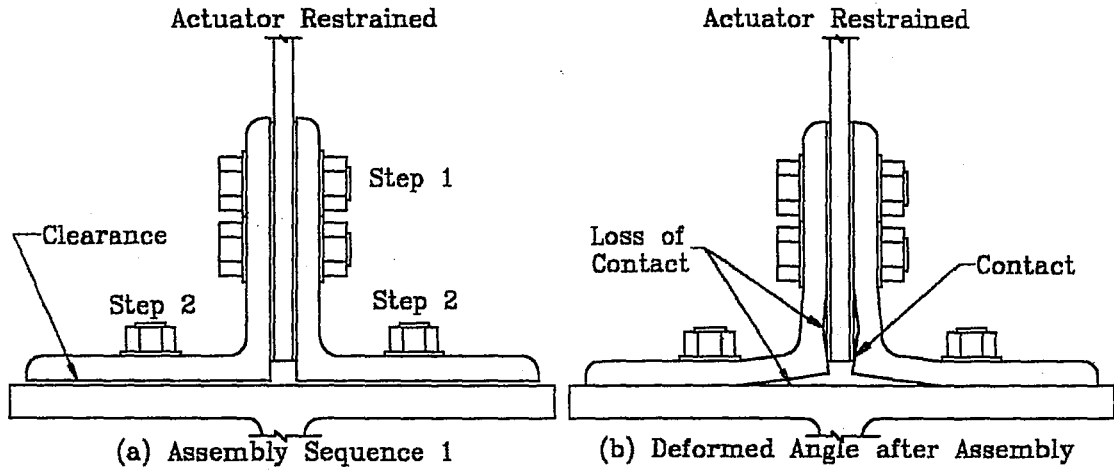 Actuator Restrained
Step 1
Clearance
Step 2
Step 2
(a) Assembly Sequence 1
Actuator Restrained
Loss of
Contact
Contact
(b) Deformed Angle after Assembly